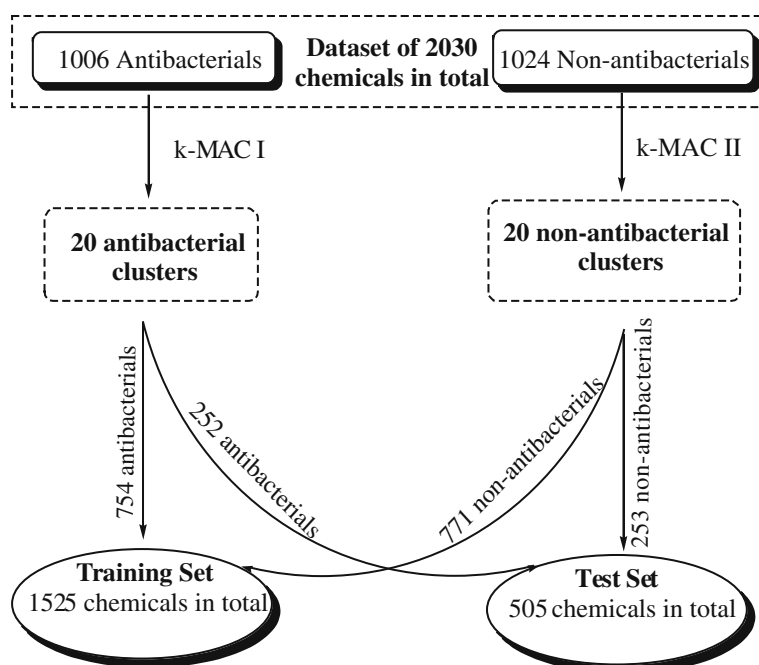 1006 Antibacterials
Dataset of 2030
chemicals in total
1024 Non-antibacterials
k-MAC I
k-MAC II
20 antibacterial
clusters
20 non-antibacterial
clusters
754 antibacterials
252 antibacterials
771 non-antibacterials
253 non-antibacterials
Training Set
1525 chemicals in total
Test Set
505 chemicals in total